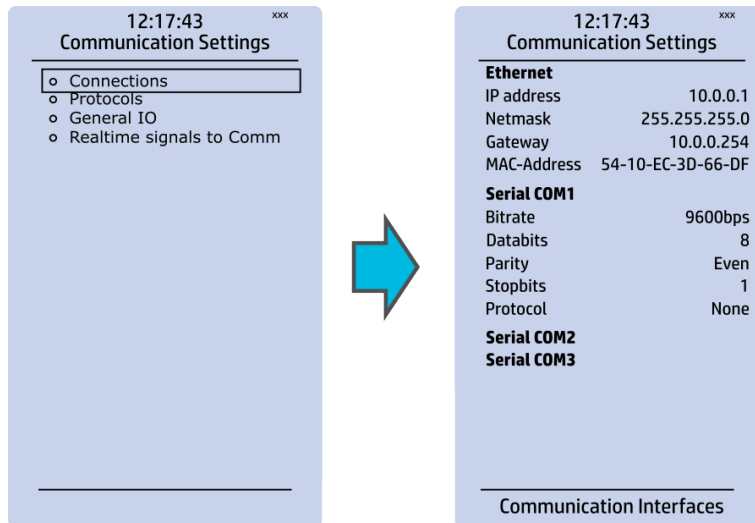 12:17:43 xxx
Communication Settings
Connections
Protocols
General IO
Realtime signals to Comm
12:17:43 xxx
Communication Settings
Ethernet
IP address 10.0.0.1
Netmask 255.255.255.0
Gateway 10.0.0.254
MAC-Address 54-10-EC-3D-66-DF
Serial COM1
Bitrate 9600bps
Databits 8
Parity Even
Stopbits 1
Protocol None
Serial COM2
Serial COM3
Communication Interfaces